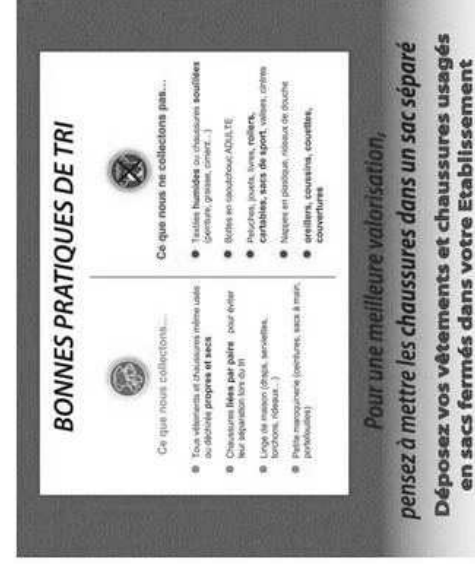 BONNES PRATIQUES DE TRI
Ce que nous collectons...
Tous vêtements et chaussures même usés
ou déchirés propres et secs
Chaussures liées par paire pour éviter
leur séparation lors du tri
Linge de maison (draps, serviettes,
torchons, rideaux...)
Petite maroquinerie (ceintures, sacs à main,
portefeuilles)
Ce que nous ne collectons pas...
Textiles humides ou chaussures souillées
(peinture, graisse, ciment...)
Bottes en caoutchouc ADULTE
Peluches, jouets, livres, rollers,
cartables, sacs de sport, valises, cintres
Nappes en plastique, rideaux de douche
oreillers, coussins, couettes,
couvertures
Pour une meilleure valorisation,
pensez à mettre les chaussures dans un sac séparé
Déposez vos vêtements et chaussures usagés
en sacs fermés dans votre Etablissement